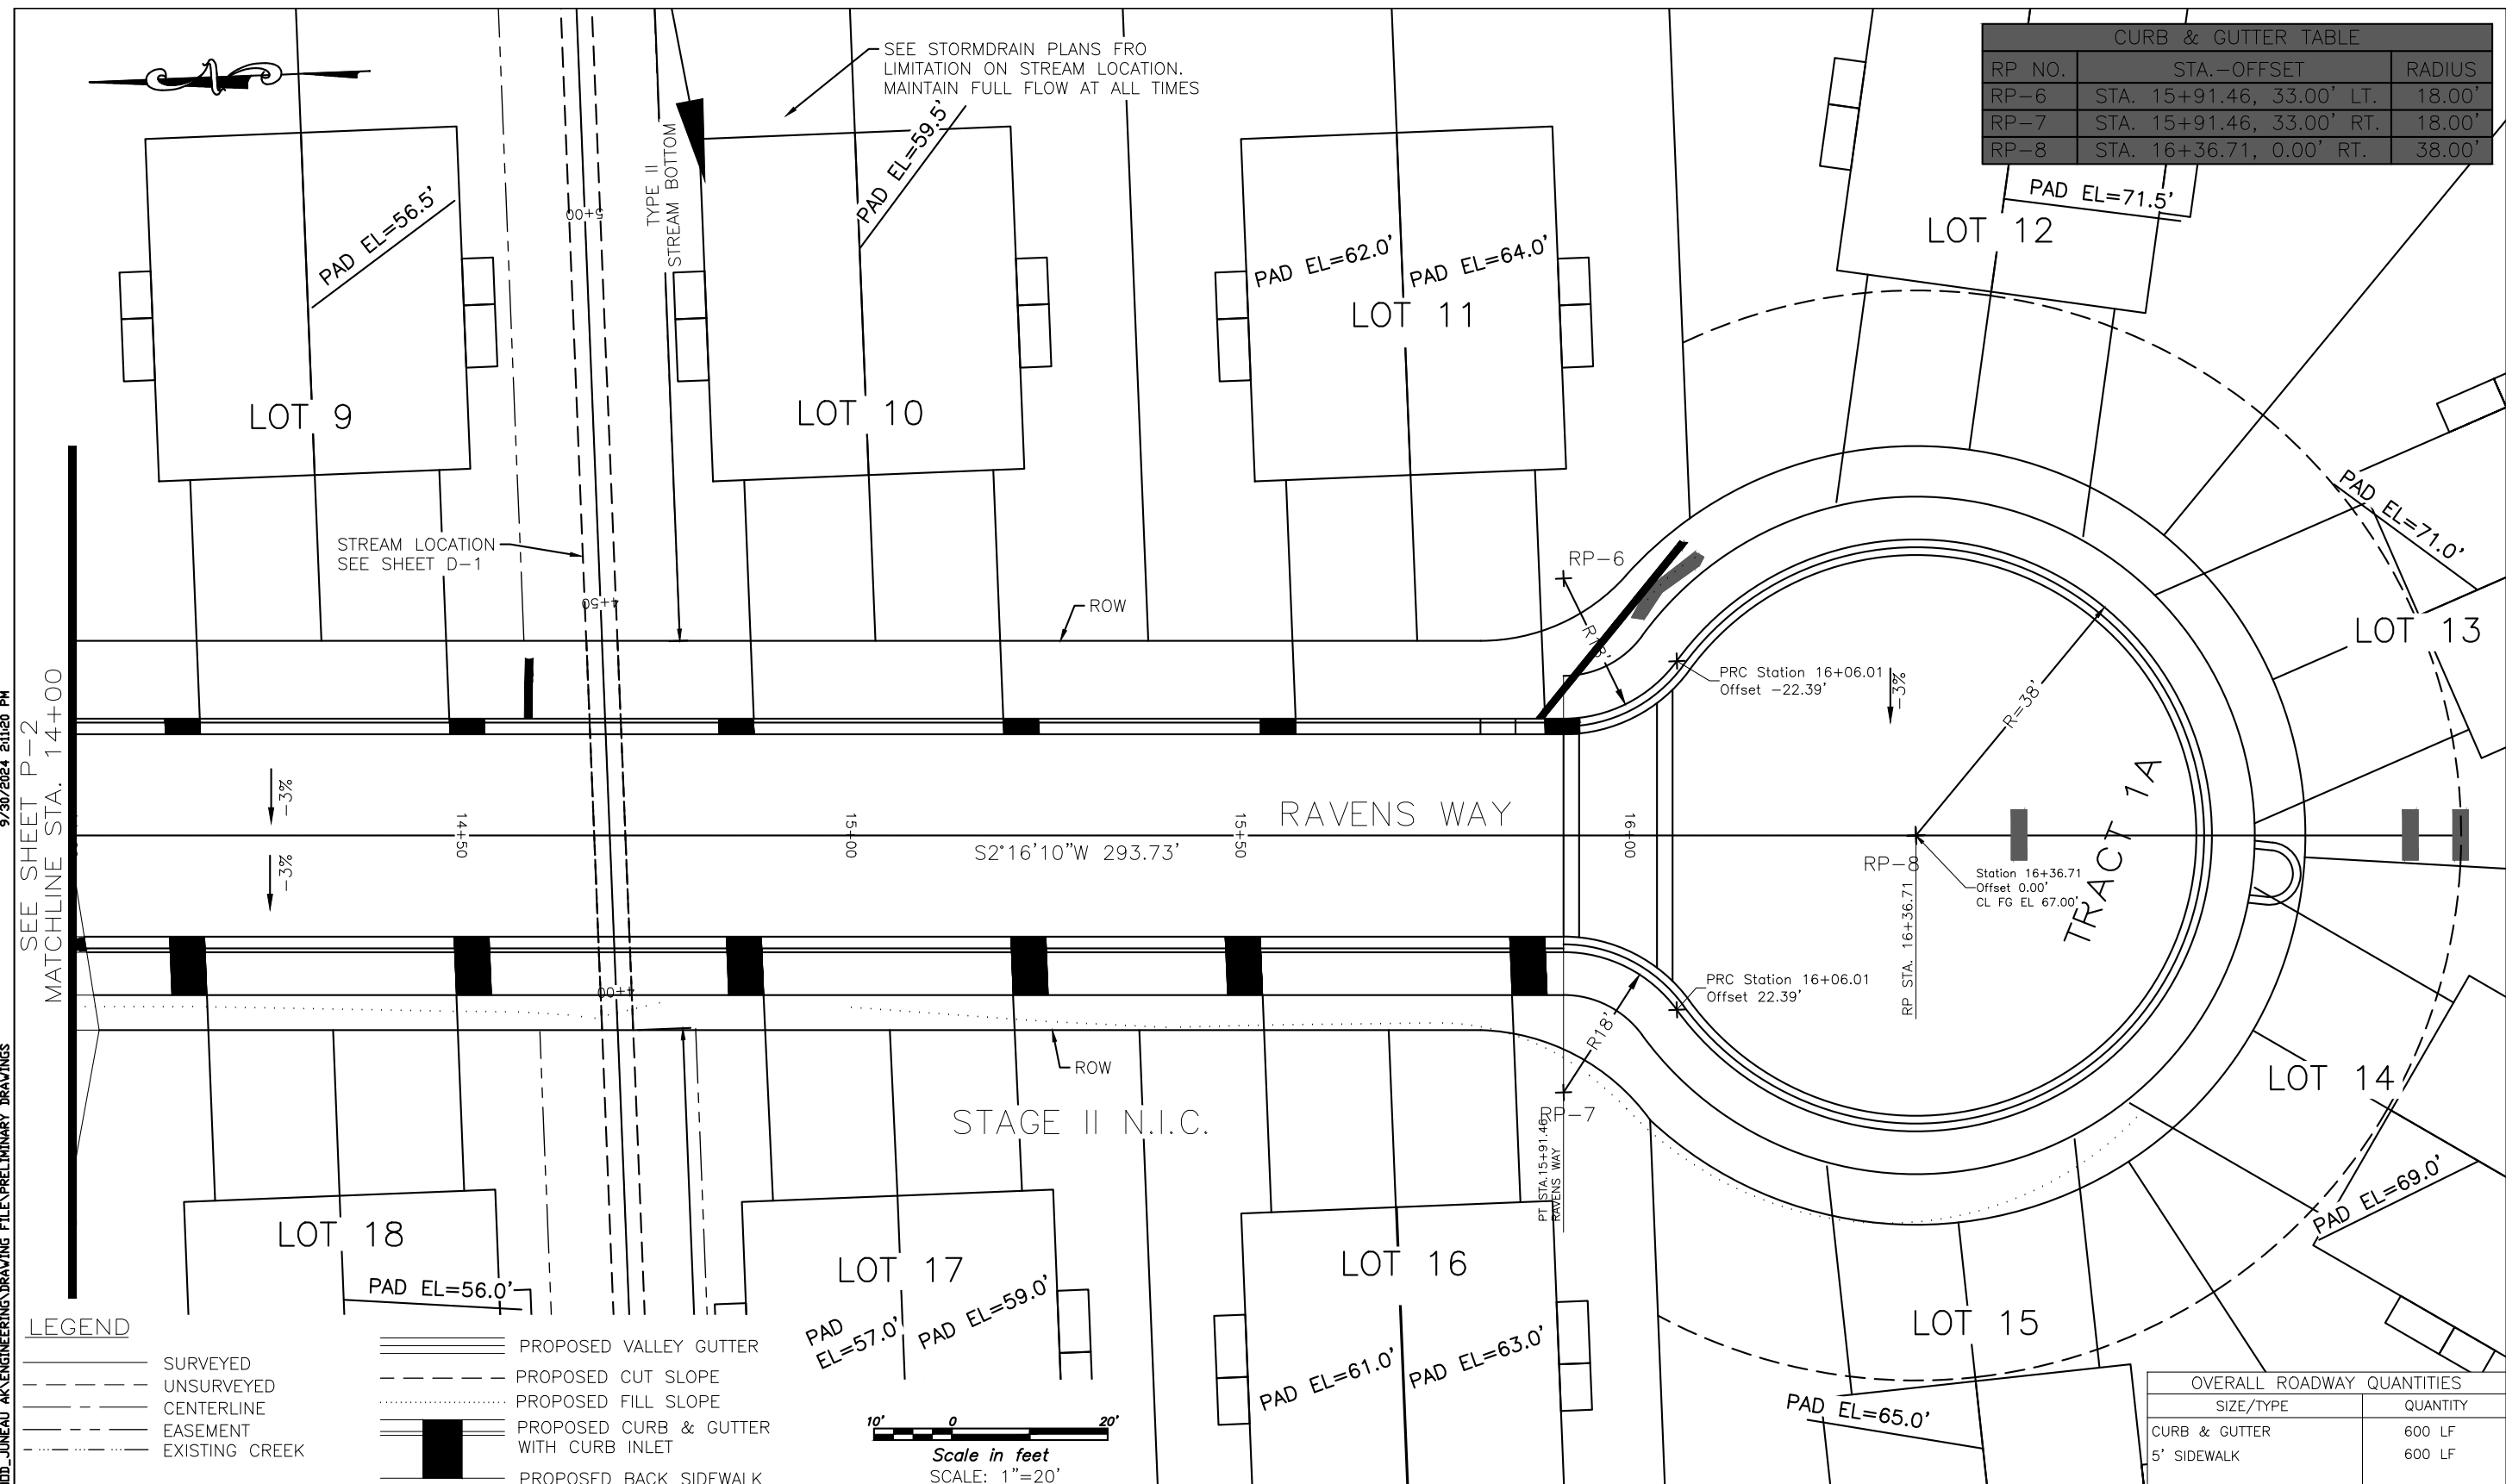 SEE STORMDRAIN PLANS FRO
LIMITATION ON STREAM LOCATION.
MAINTAIN FULL FLOW AT ALL TIMES
CURB & GUTTER TABLE
RP NO. STA.-OFFSET RADIUS
RP-6 STA. 15+91.46, 33.00' LT. 18.00'
RP-7 STA. 15+91.46, 33.00' RT. 18.00'
RP-8 STA. 16+36.71, 0.00' RT. 38.00'
PAD EL=56.5'
LOT 9
5+00
TYPE II
STREAM BOTTOM
PAD EL=59.5'
LOT 10
PAD EL=62.0'
PAD EL=64.0'
LOT 11
PAD EL=71.5'
LOT 12
PAD EL=71.0'
LOT 13
STREAM LOCATION
SEE SHEET D-1
4+50
ROW
RP-6
R18'
PRC Station 16+06.01
Offset -22.39'
-3%
R=38'
9/30/2024 2:11:20 PM
SEE SHEET P-2
MATCHLINE STA. 14+00
-3%
-3%
14+50
15+00
15+50
16+00
RAVENS WAY
S2°16'10"W 293.73'
RP-8
Station 16+36.71
Offset 0.00'
CL FG EL 67.00'
RP STA. 16+36.71
TRACT 1A
4+00
PRC Station 16+06.01
Offset 22.39'
R18'
RP-7
PT STA.15+91.46
RAVENS WAY
ROW
STAGE II N.I.C.
LOT 14
PAD EL=69.0'
LOT 18
PAD EL=56.0'
LOT 17
PAD
EL=57.0'
PAD EL=59.0'
LOT 16
PAD EL=61.0'
PAD EL=63.0'
LOT 15
PAD EL=65.0'
JUNEAU AK\ENGINEERING\DRAWING FILE\PRELIMINARY DRAWINGS
LEGEND
SURVEYED
UNSURVEYED
CENTERLINE
EASEMENT
EXISTING CREEK
PROPOSED VALLEY GUTTER
PROPOSED CUT SLOPE
PROPOSED FILL SLOPE
PROPOSED CURB & GUTTER
WITH CURB INLET
PROPOSED BACK SIDEWALK
10' 0 20'
Scale in feet
SCALE: 1"=20'
OVERALL ROADWAY QUANTITIES
SIZE/TYPE QUANTITY
CURB & GUTTER 600 LF
5' SIDEWALK 600 LF